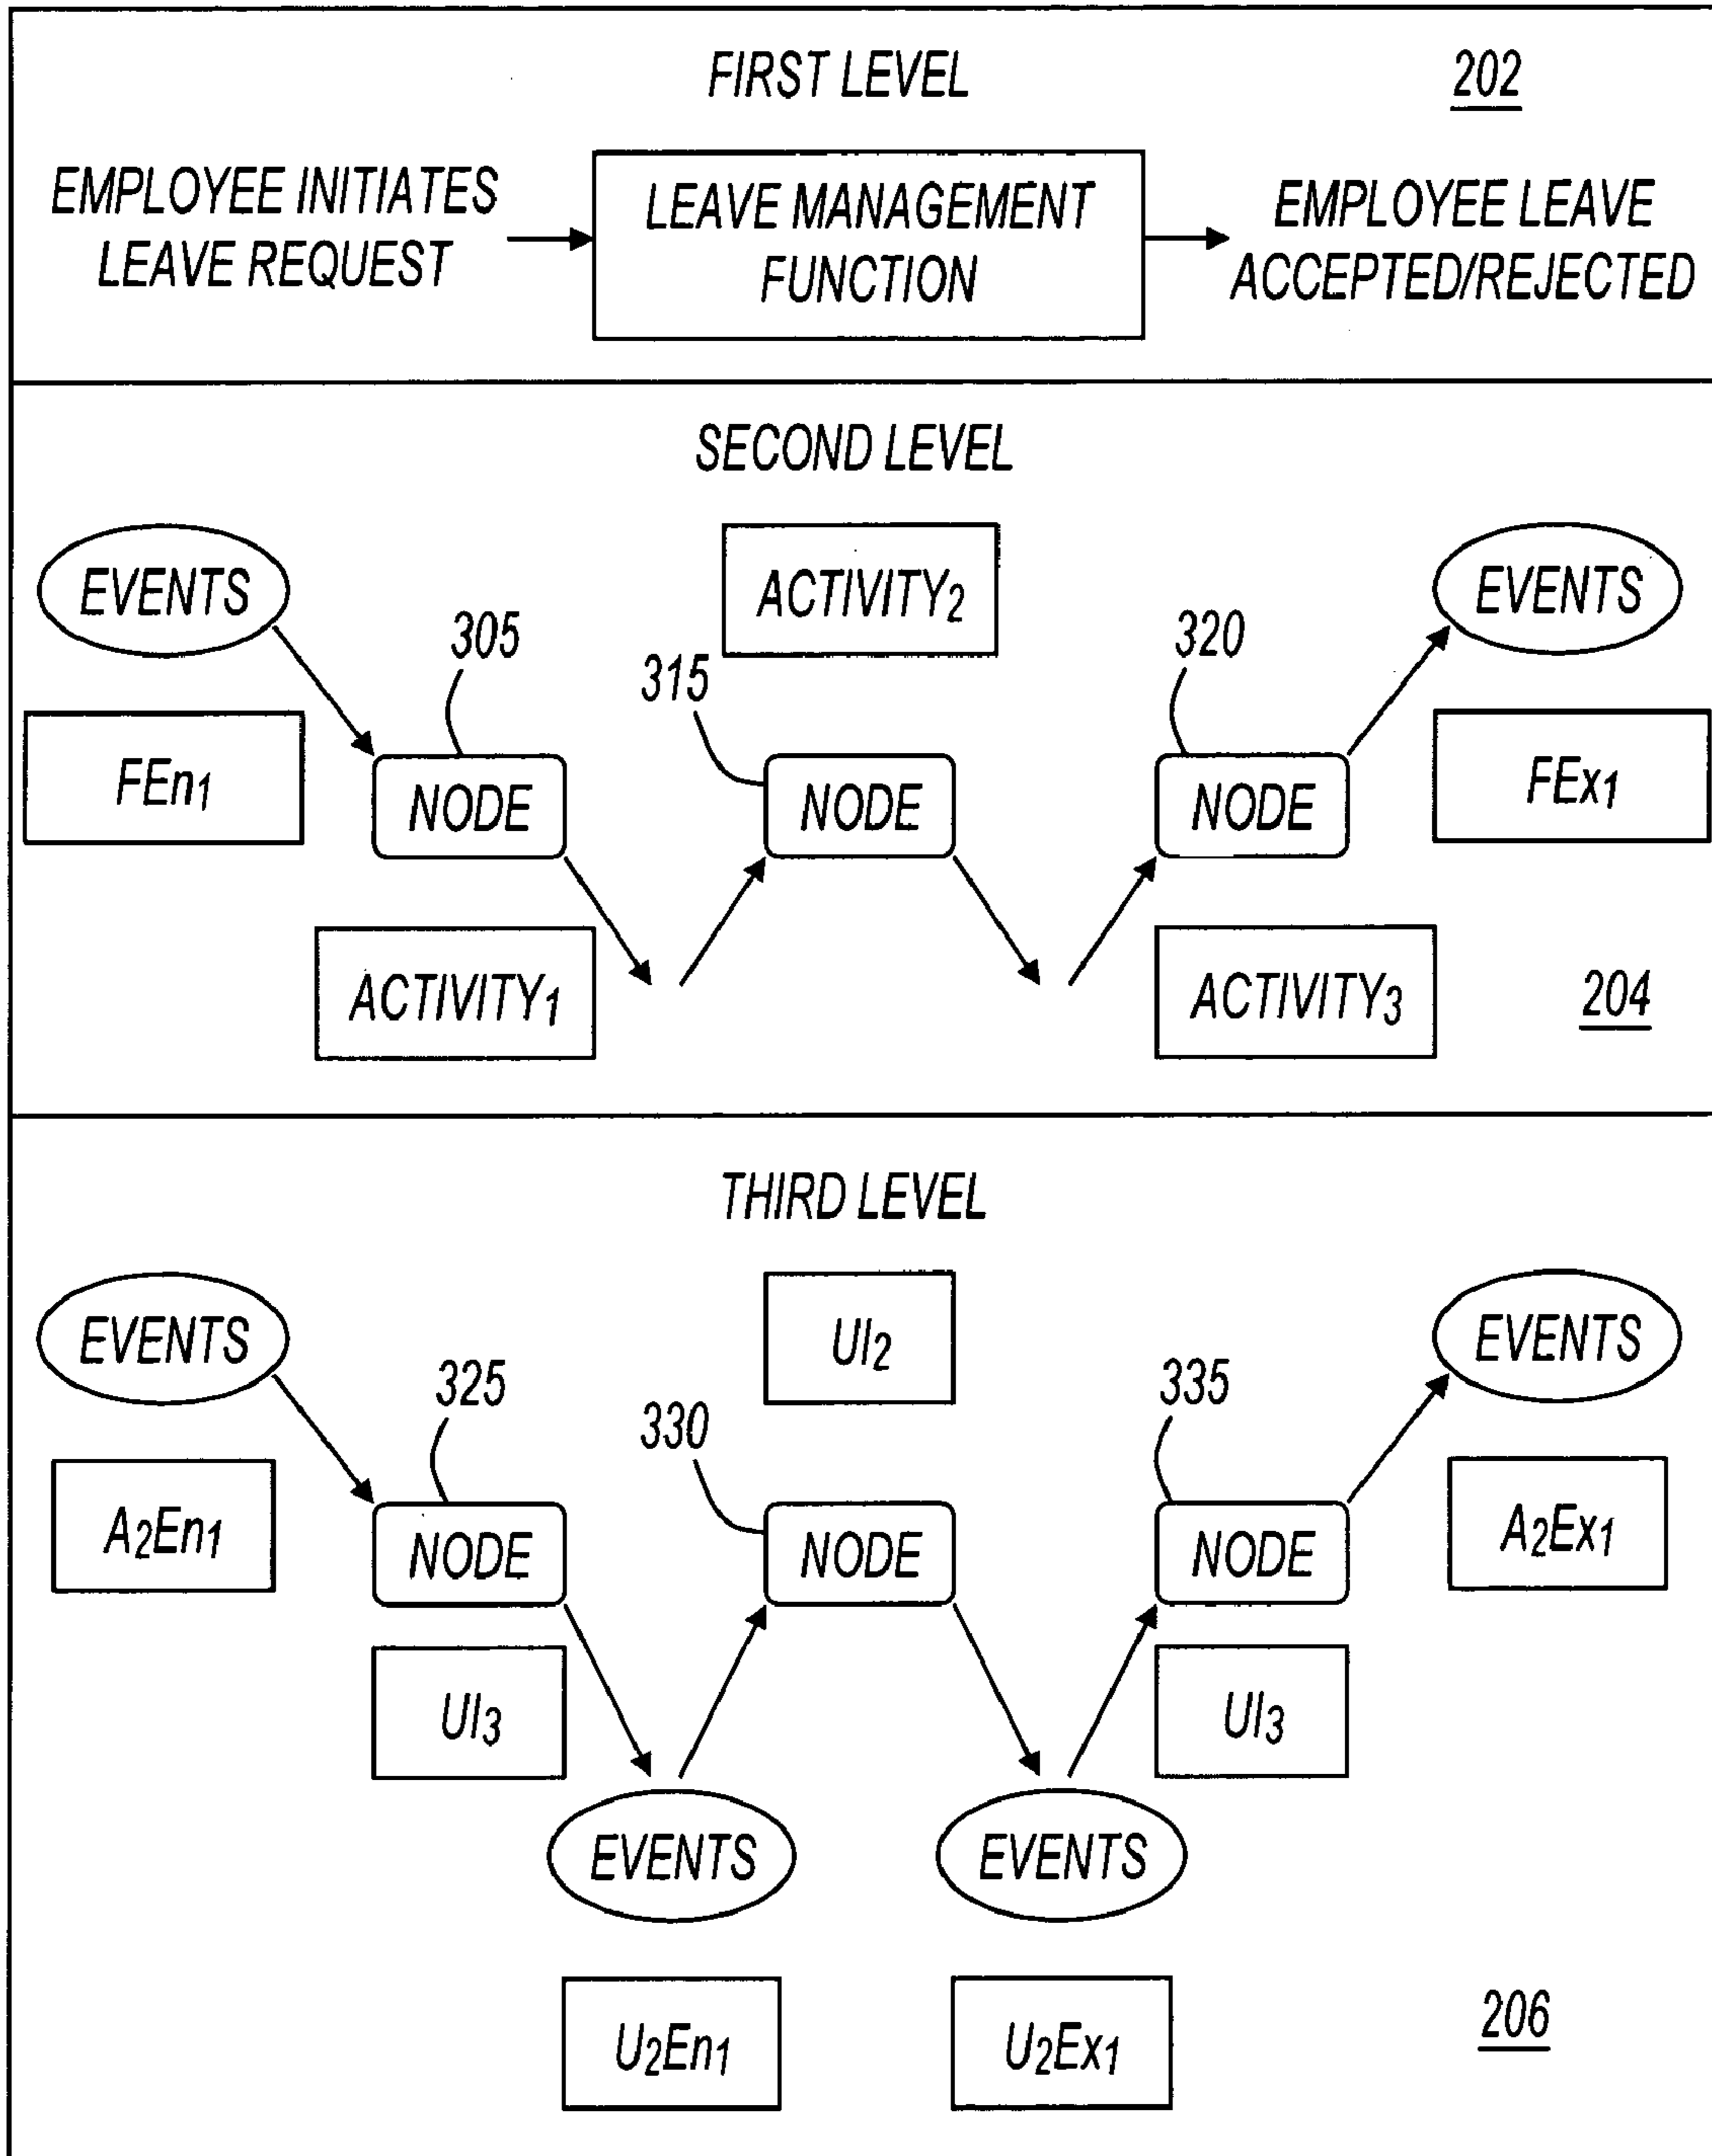 FIRST LEVEL
202
EMPLOYEE INITIATES
LEAVE REQUEST
LEAVE MANAGEMENT
FUNCTION
EMPLOYEE LEAVE
ACCEPTED/REJECTED
SECOND LEVEL
EVENTS
ACTIVITY2
EVENTS
305
315
320
FEn1
NODE
NODE
NODE
FEx1
ACTIVITY1
ACTIVITY3
204
THIRD LEVEL
EVENTS
UI2
EVENTS
325
330
335
A2En1
NODE
NODE
NODE
A2Ex1
UI3
UI3
EVENTS
EVENTS
U2En1
U2Ex1
206